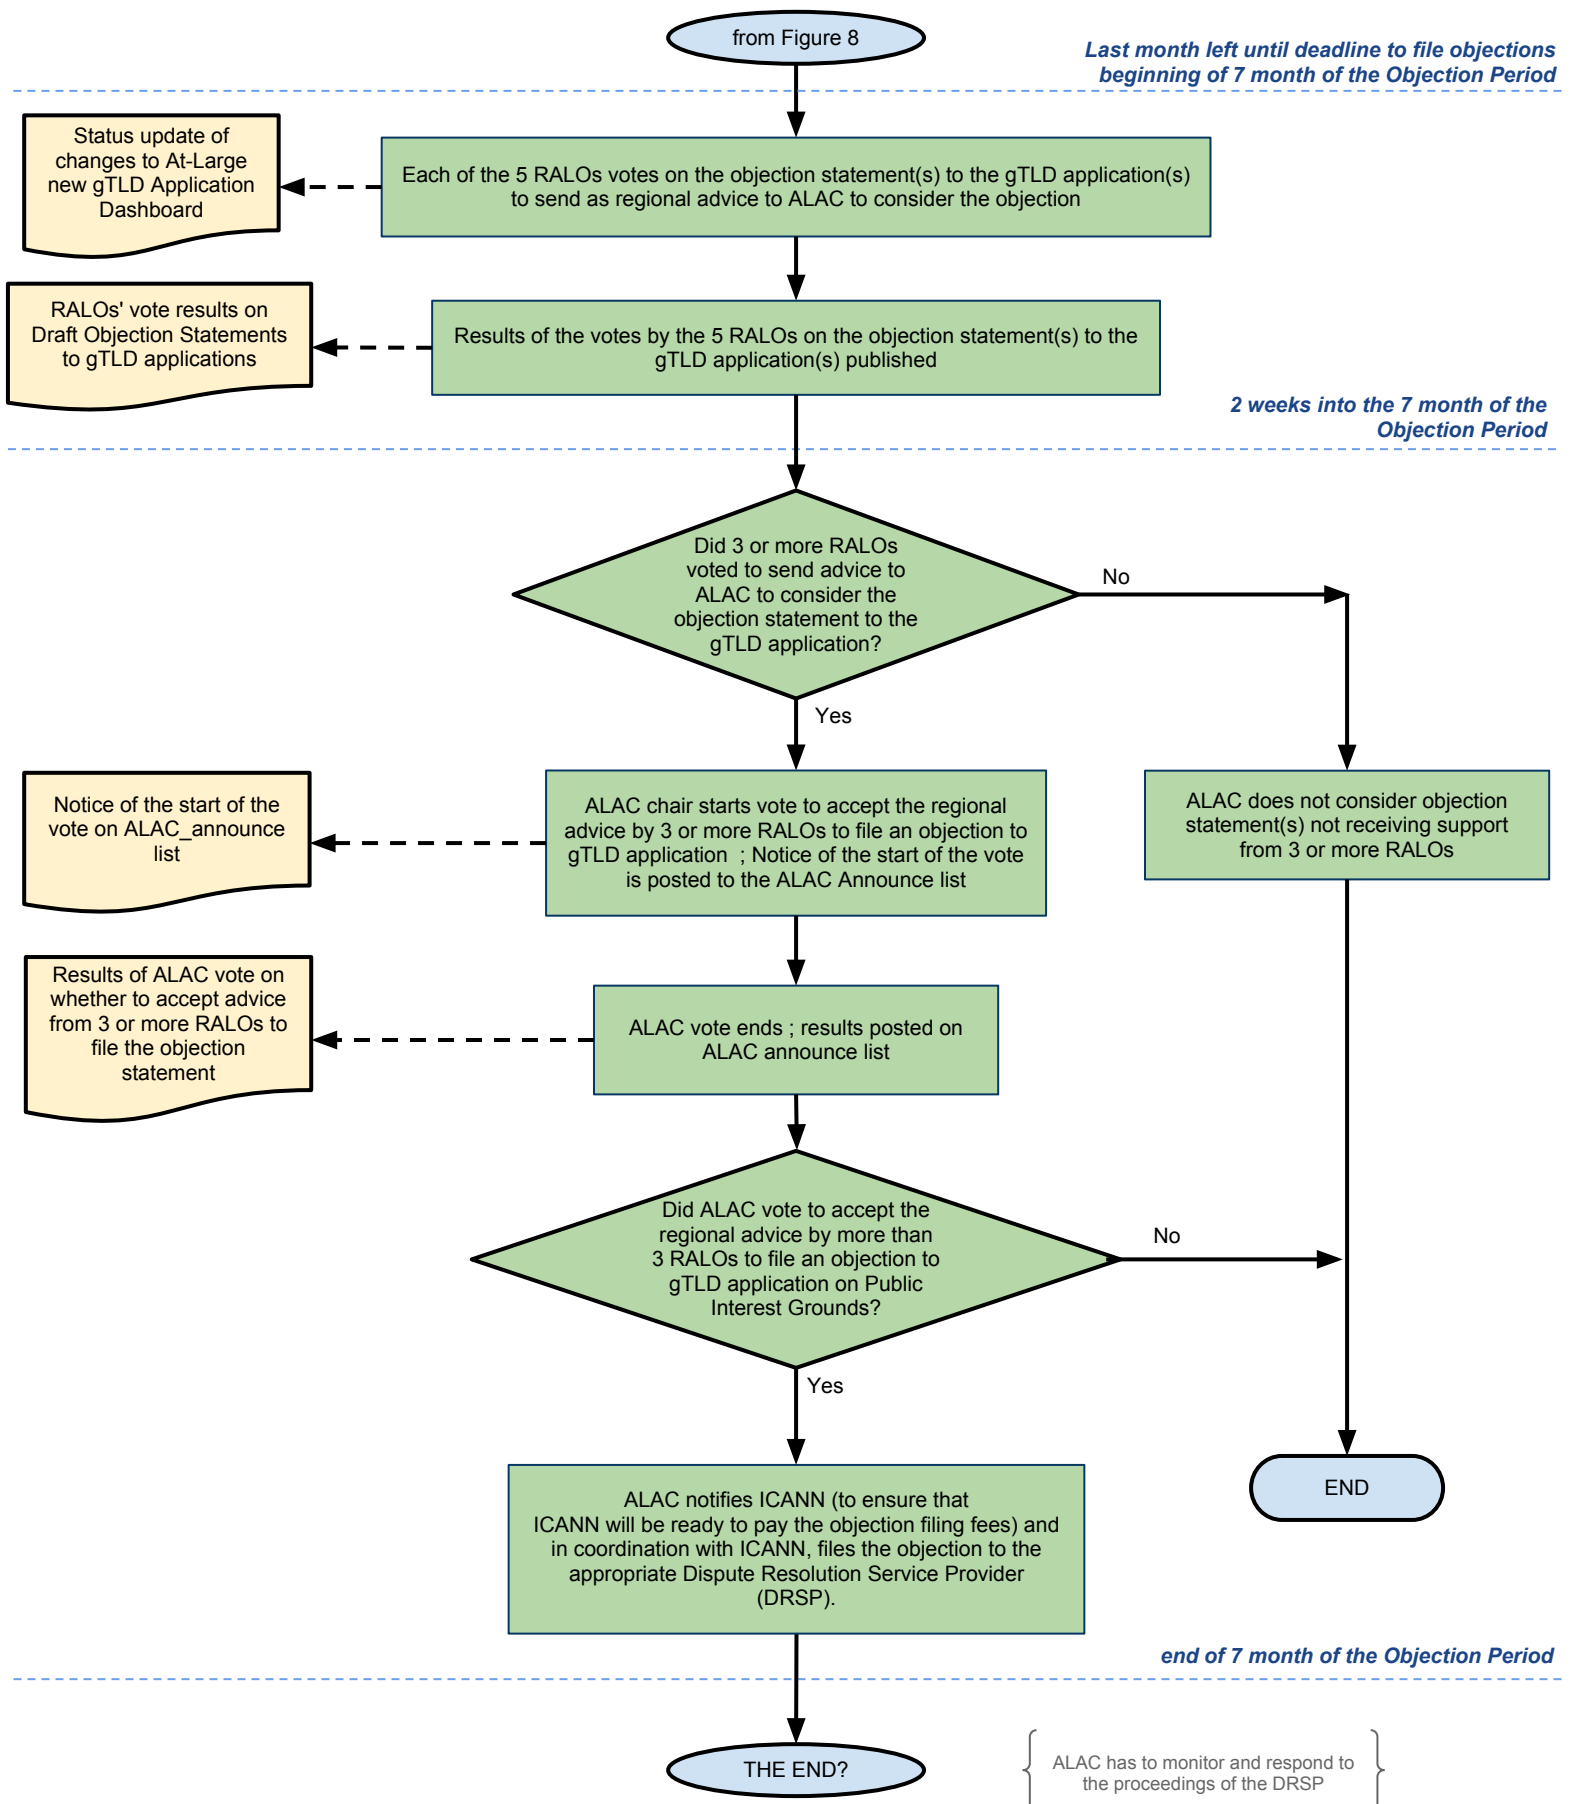 from Figure 8
Last month left until deadline to file objections
beginning of 7 month of the Objection Period
Status update of
changes to At-Large
new gTLD Application
Dashboard
Each of the 5 RALOs votes on the objection statement(s) to the gTLD application(s)
to send as regional advice to ALAC to consider the objection
RALOs' vote results on
Draft Objection Statements
to gTLD applications
Results of the votes by the 5 RALOs on the objection statement(s) to the
gTLD application(s) published
2 weeks into the 7 month of the
Objection Period
Did 3 or more RALOs
voted to send advice to
ALAC to consider the
objection statement to the
gTLD application?
No
Yes
Notice of the start of the
vote on ALAC_announce
list
ALAC chair starts vote to accept the regional
advice by 3 or more RALOs to file an objection to
gTLD application ; Notice of the start of the vote
is posted to the ALAC Announce list
ALAC does not consider objection
statement(s) not receiving support
from 3 or more RALOs
Results of ALAC vote on
whether to accept advice
from 3 or more RALOs to
file the objection
statement
ALAC vote ends ; results posted on
ALAC announce list
Did ALAC vote to accept the
regional advice by more than
3 RALOs to file an objection to
gTLD application on Public
Interest Grounds?
No
Yes
ALAC notifies ICANN (to ensure that
ICANN will be ready to pay the objection filing fees) and
in coordination with ICANN, files the objection to the
appropriate Dispute Resolution Service Provider
(DRSP).
END
end of 7 month of the Objection Period
THE END?
ALAC has to monitor and respond to
the proceedings of the DRSP